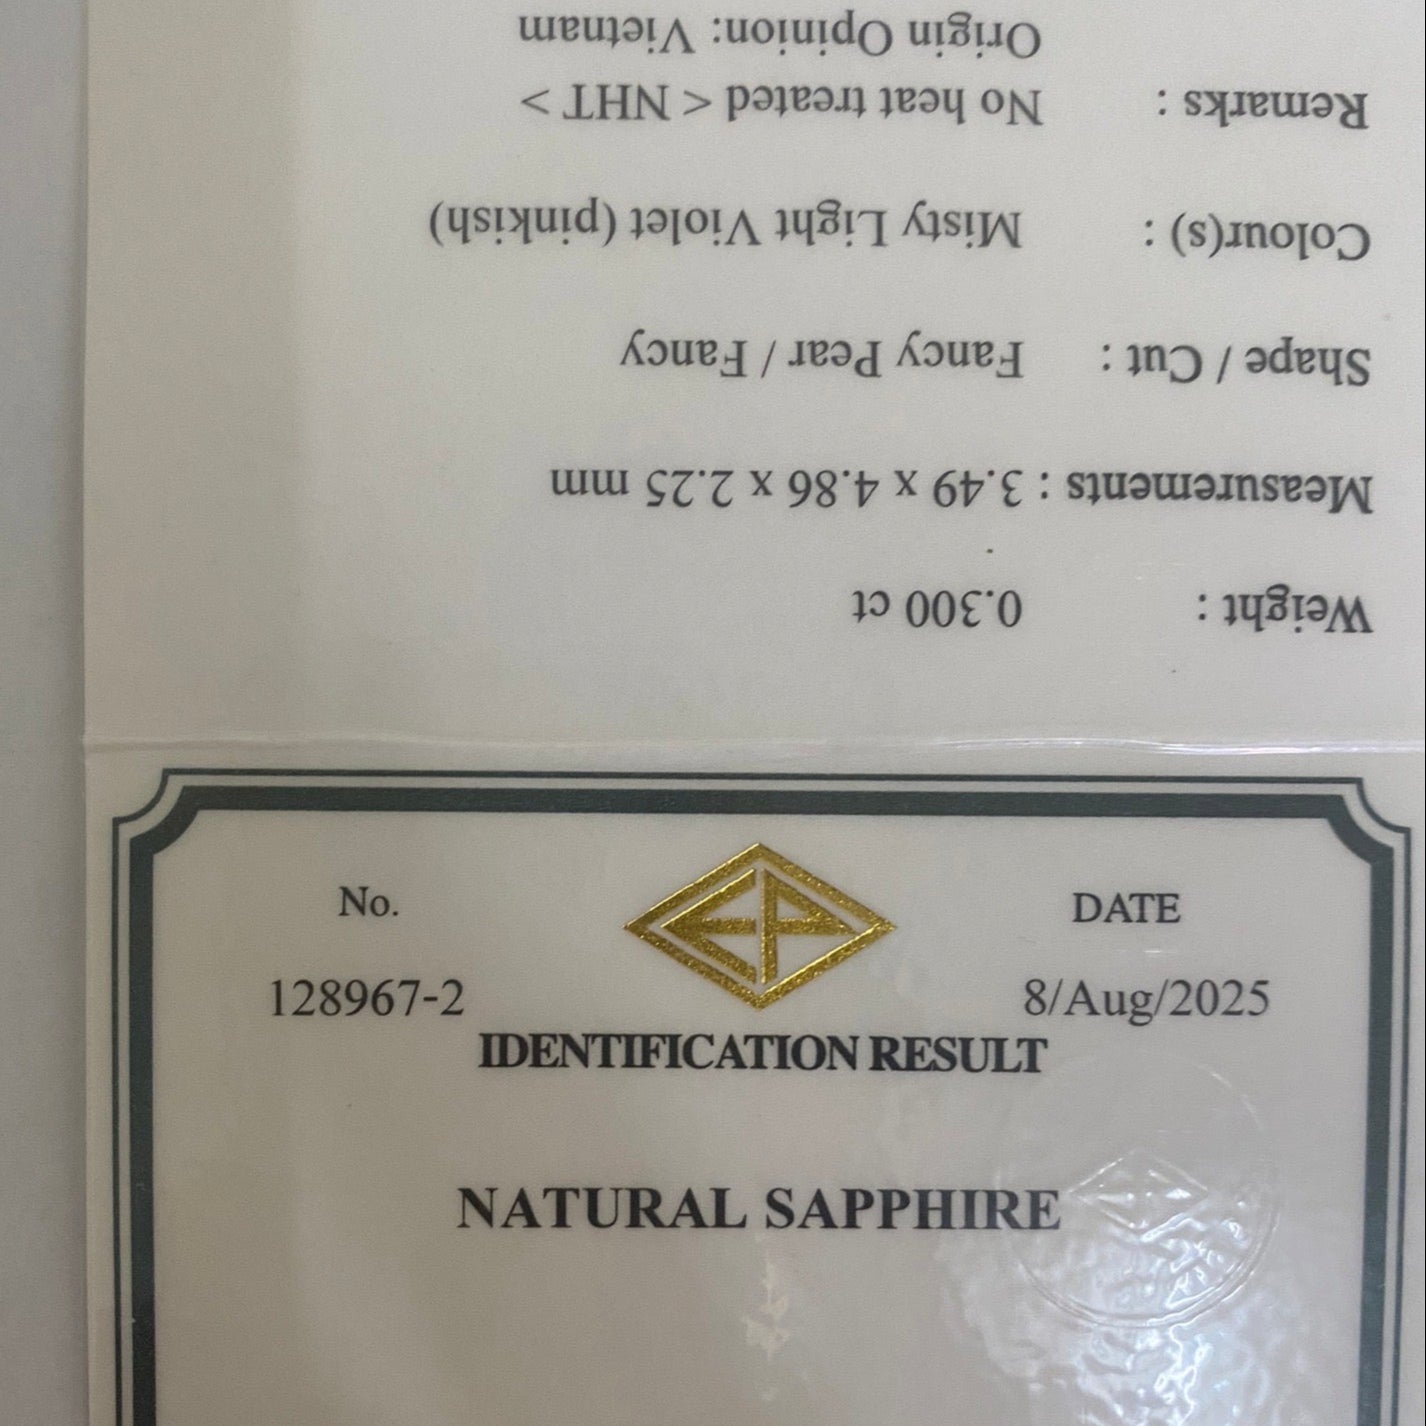 No.
DATE
128967-2
8/Aug/2025
EP
IDENTIFICATION RESULT
NATURAL SAPPHIRE
Weight : 0.300 ct
Measurements : 3.49 x 4.86 x 2.25 mm
Shape / Cut : Fancy Pear / Fancy
Colour(s) : Misty Light Violet (pinkish)
Remarks : No heat treated < NHT >
Origin Opinion: Vietnam